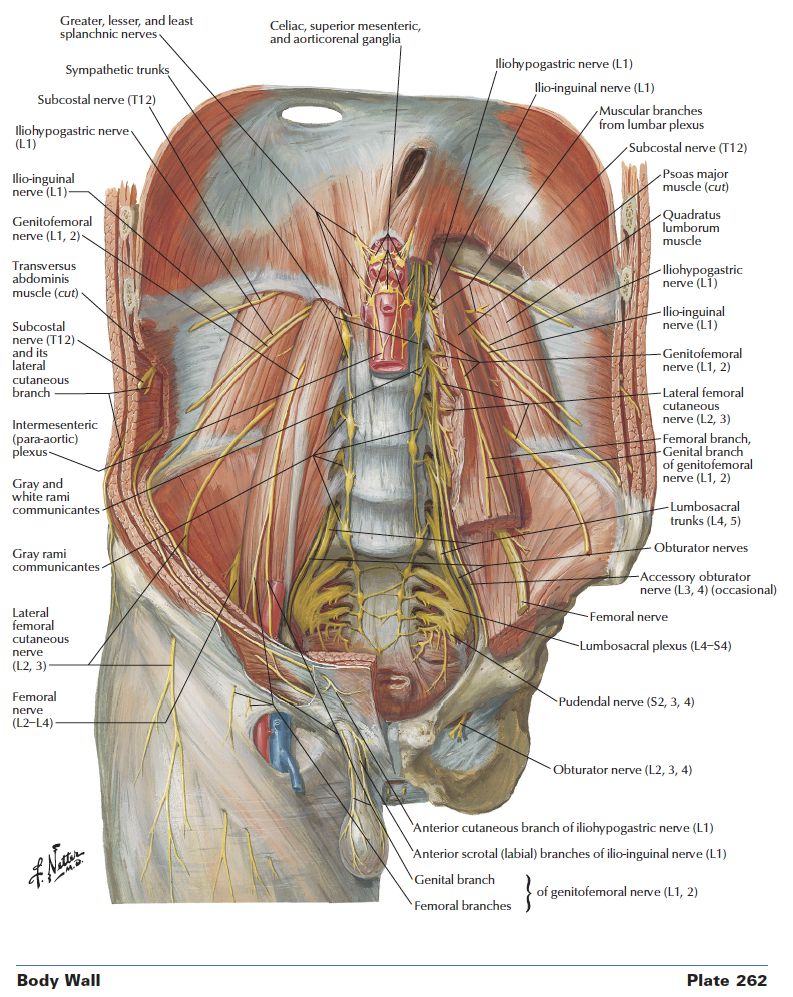 Greater, lesser, and least
splanchnic nerves
Celiac, superior mesenteric,
and aorticorenal ganglia
Sympathetic trunks
Subcostal nerve (T12)
Iliohypogastric nerve
(L1)
Ilio-inguinal
nerve (L1)
Genitofemoral
nerve (L1, 2)
Transversus
abdominis
muscle (cut)
Subcostal
nerve (T12)
and its
lateral
cutaneous
branch
Intermesenteric
(para-aortic)
plexus
Gray and
white rami
communicantes
Gray rami
communicantes
Lateral
femoral
cutaneous
nerve
(L2, 3)
Femoral
nerve
(L2–L4)
Iliohypogastric nerve (L1)
Ilio-inguinal nerve (L1)
Muscular branches
from lumbar plexus
Subcostal nerve (T12)
Psoas major
muscle (cut)
Quadratus
lumborum
muscle
Iliohypogastric
nerve (L1)
Ilio-inguinal
nerve (L1)
Genitofemoral
nerve (L1, 2)
Lateral femoral
cutaneous
nerve (L2, 3)
Femoral branch,
Genital branch
of genitofemoral
nerve (L1, 2)
Lumbosacral
trunks (L4, 5)
Obturator nerves
Accessory obturator
nerve (L3, 4) (occasional)
Femoral nerve
Lumbosacral plexus (L4–S4)
Pudendal nerve (S2, 3, 4)
Obturator nerve (L2, 3, 4)
Anterior cutaneous branch of iliohypogastric nerve (L1)
Anterior scrotal (labial) branches of ilio-inguinal nerve (L1)
Genital branch
Femoral branches
of genitofemoral nerve (L1, 2)
F. Netter
M.D.
Body Wall
Plate 262